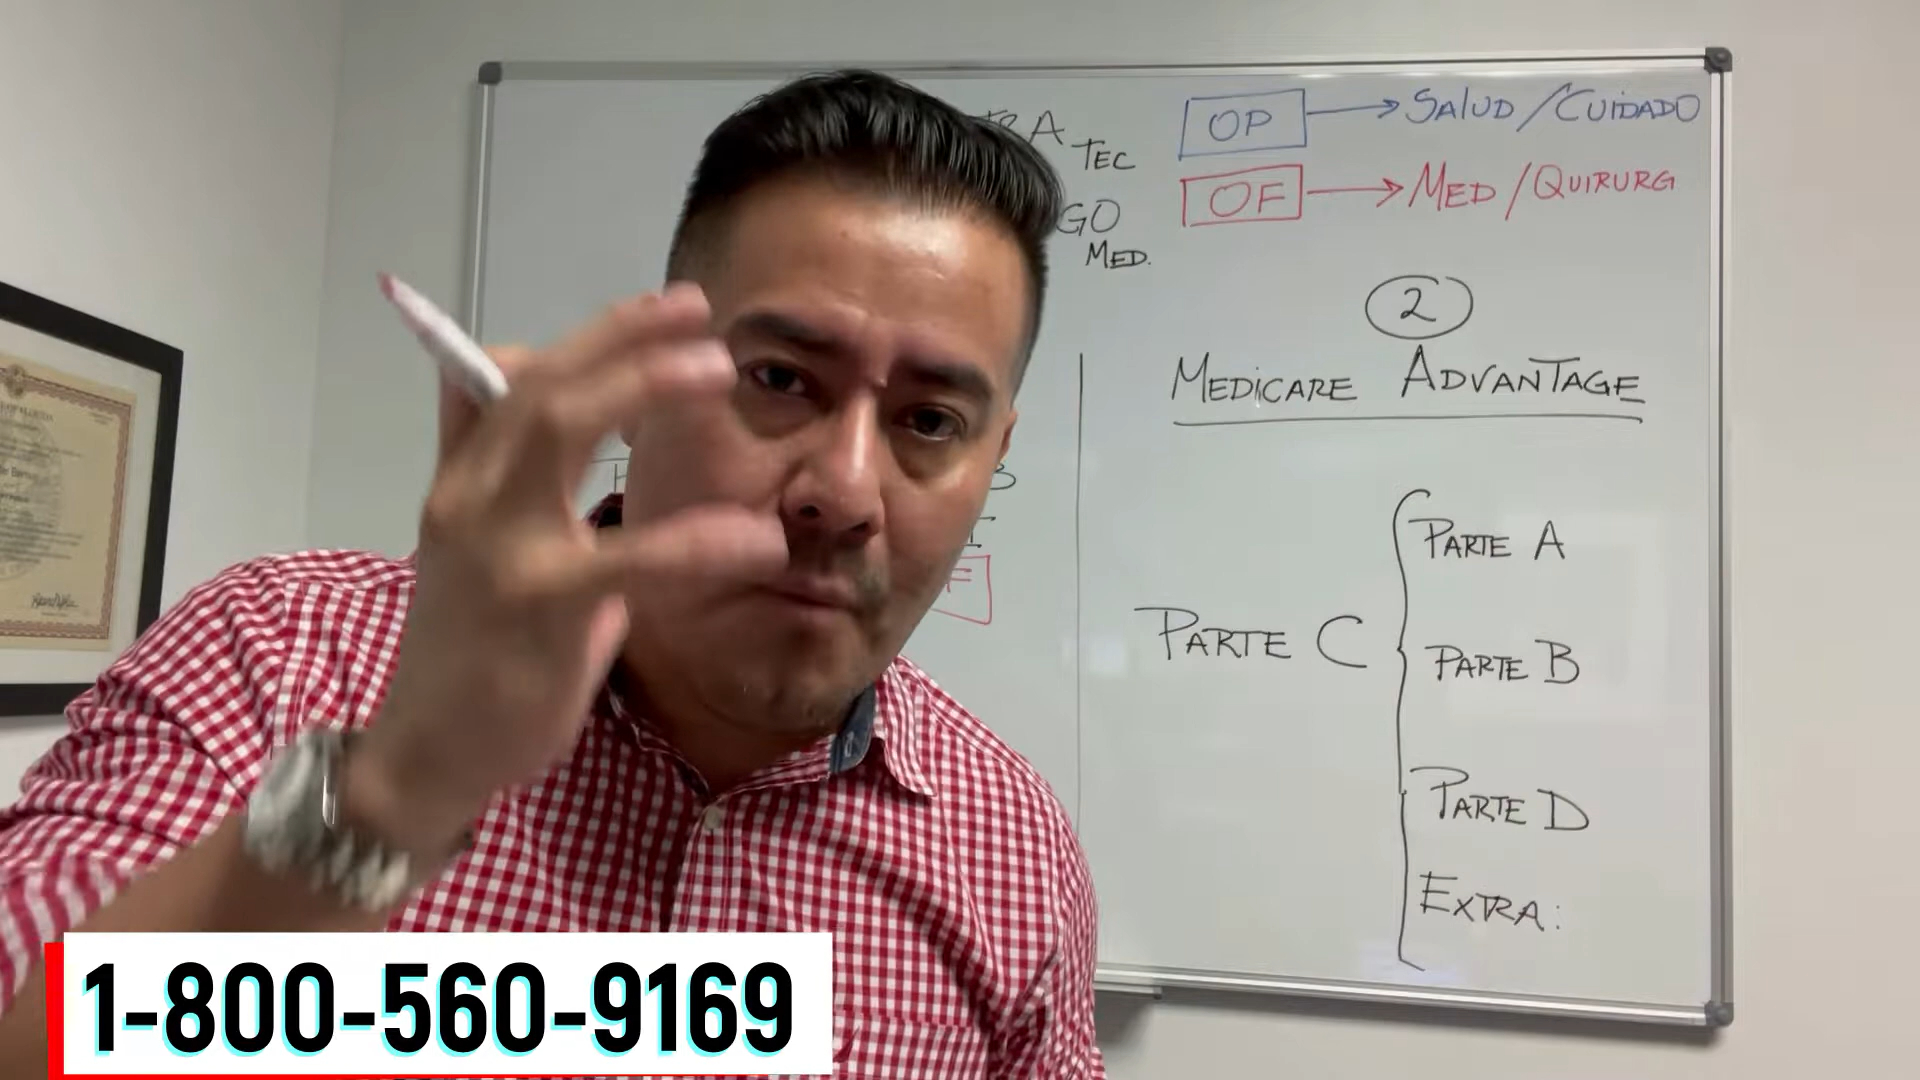 TEC
MED.
OP → SALUD / CUIDADO
OF → MED / QUIRURG
2
MEDICARE ADVANTAGE
PARTE C
PARTE A
PARTE B
PARTE D
EXTRA:
1-800-560-9169